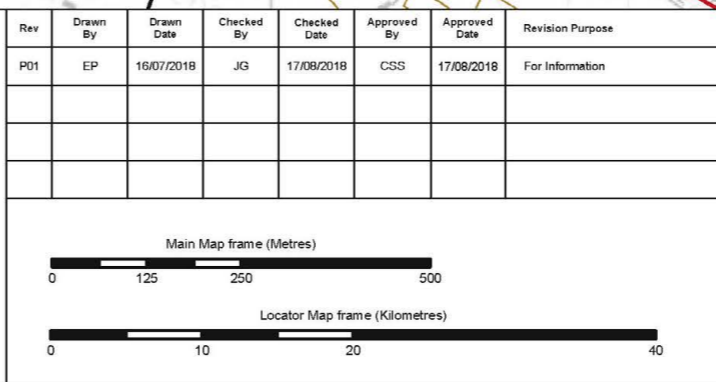 Rev Drawn By Drawn Date Checked By Checked Date Approved By Approved Date Revision Purpose
P01 EP 16/07/2018 JG 17/08/2018 CSS 17/08/2018 For Information
Main Map frame (Metres)
0 125 250 500
Locator Map frame (Kilometres)
0 10 20 40